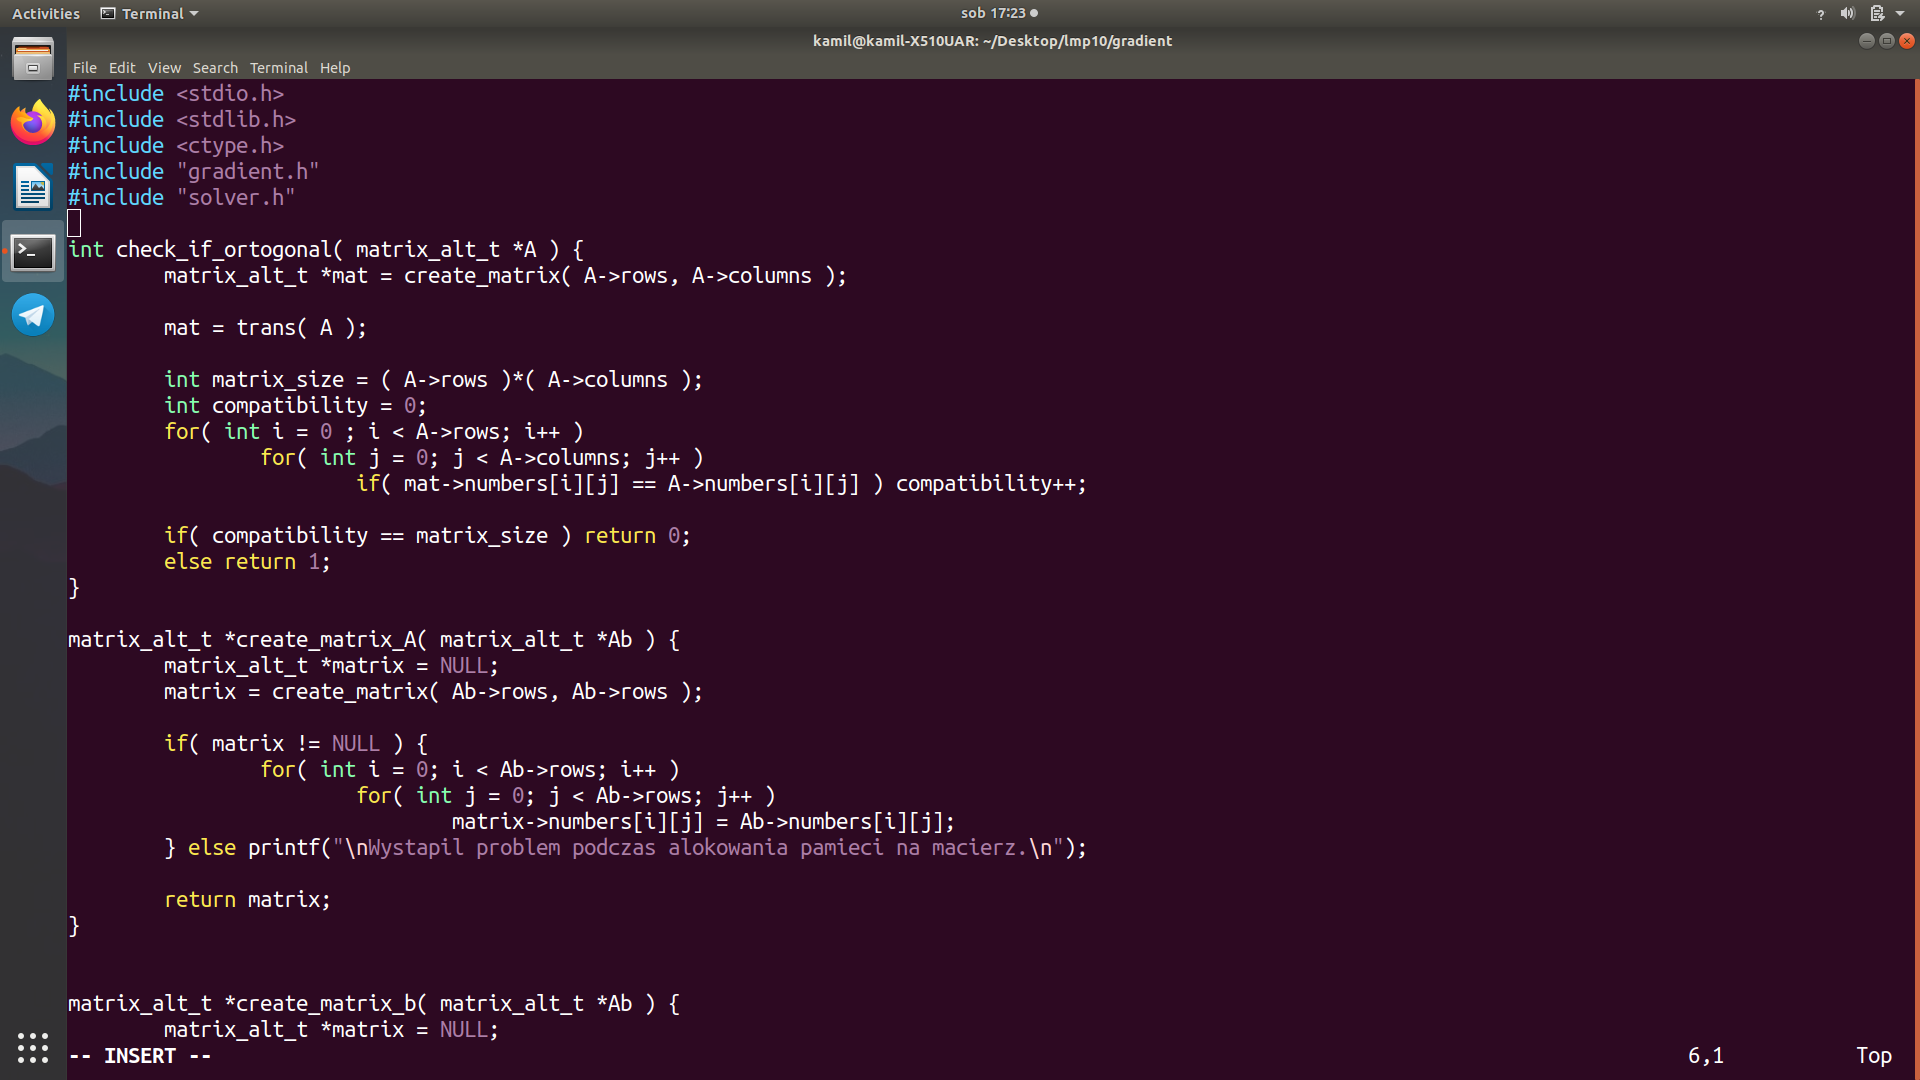 Activities Terminal sob 17:23
kamil@kamil-X510UAR: ~/Desktop/lmp10/gradient
File Edit View Search Terminal Help
#include <stdio.h>
#include <stdlib.h>
#include <ctype.h>
#include "gradient.h"
#include "solver.h"
int check_if_ortogonal( matrix_alt_t *A ) {
matrix_alt_t *mat = create_matrix( A->rows, A->columns );
mat = trans( A );
int matrix_size = ( A->rows )*( A->columns );
int compatibility = 0;
for( int i = 0 ; i < A->rows; i++ )
for( int j = 0; j < A->columns; j++ )
if( mat->numbers[i][j] == A->numbers[i][j] ) compatibility++;
if( compatibility == matrix_size ) return 0;
else return 1;
}
matrix_alt_t *create_matrix_A( matrix_alt_t *Ab ) {
matrix_alt_t *matrix = NULL;
matrix = create_matrix( Ab->rows, Ab->rows );
if( matrix != NULL ) {
for( int i = 0; i < Ab->rows; i++ )
for( int j = 0; j < Ab->rows; j++ )
matrix->numbers[i][j] = Ab->numbers[i][j];
} else printf("\nWystapil problem podczas alokowania pamieci na macierz.\n");
return matrix;
}
matrix_alt_t *create_matrix_b( matrix_alt_t *Ab ) {
matrix_alt_t *matrix = NULL;
-- INSERT -- 6,1 Top